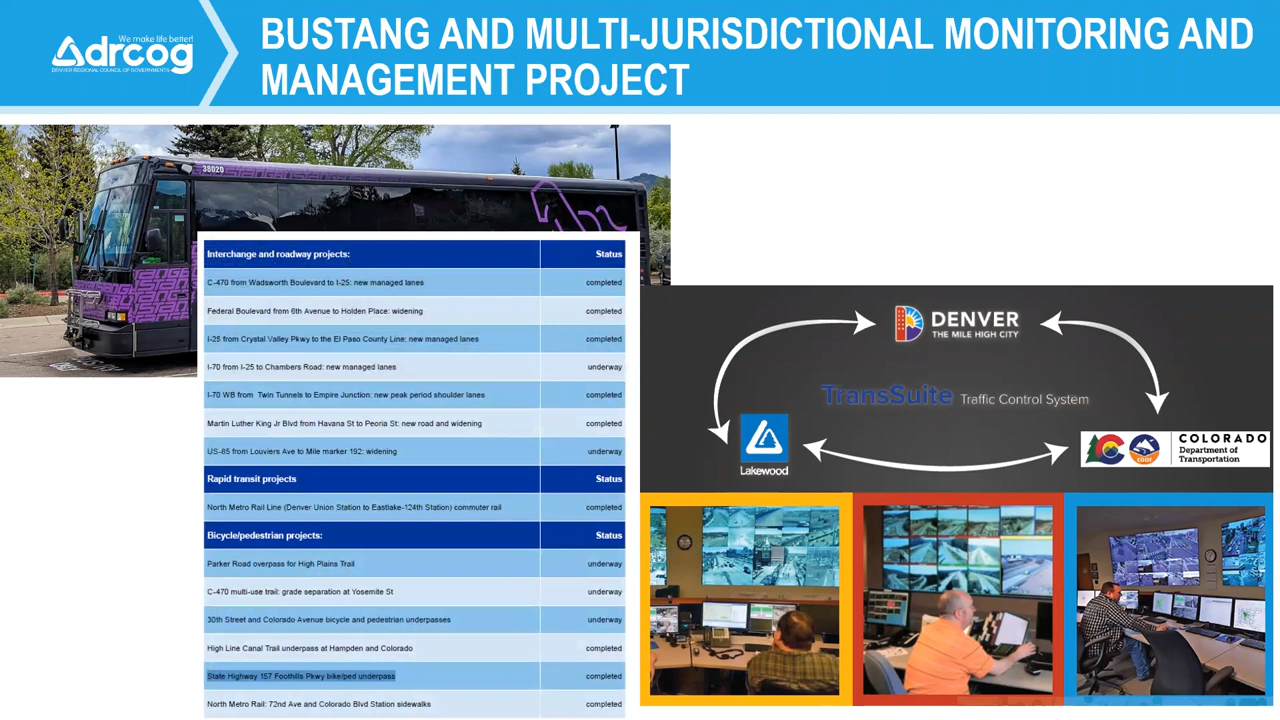 We make life better!
drcog
DENVER REGIONAL COUNCIL OF GOVERNMENTS
BUSTANG AND MULTI-JURISDICTIONAL MONITORING AND
MANAGEMENT PROJECT
38020
Interchange and roadway projects: Status
C-470 from Wadsworth Boulevard to I-25: new managed lanes completed
Federal Boulevard from 6th Avenue to Holden Place: widening completed
I-25 from Crystal Valley Pkwy to the El Paso County Line: new managed lanes completed
I-70 from I-25 to Chambers Road: new managed lanes underway
I-70 WB from Twin Tunnels to Empire Junction: new peak period shoulder lanes completed
Martin Luther King Jr Blvd from Havana St to Peoria St: new road and widening completed
US-85 from Louviers Ave to Mile marker 192: widening underway
Rapid transit projects Status
North Metro Rail Line (Denver Union Station to Eastlake-124th Station) commuter rail completed
Bicycle/pedestrian projects: Status
Parker Road overpass for High Plains Trail underway
C-470 multi-use trail: grade separation at Yosemite St underway
30th Street and Colorado Avenue bicycle and pedestrian underpasses underway
High Line Canal Trail underpass at Hampden and Colorado completed
State Highway 157 Foothills Pkwy bike/ped underpass completed
North Metro Rail: 72nd Ave and Colorado Blvd Station sidewalks completed
DENVER
THE MILE HIGH CITY
TransSuite Traffic Control System
Lakewood
CDOT
COLORADO
Department of
Transportation